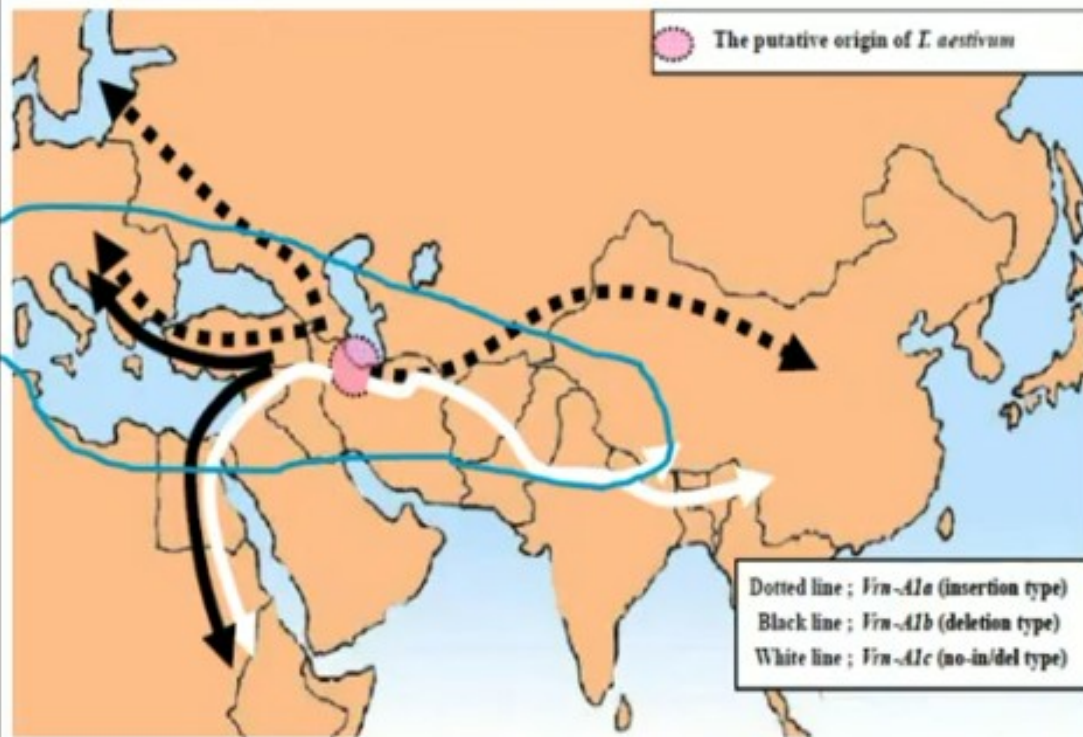 The putative origin of T. aestivum
Dotted line ; Vrn-A1a (insertion type)
Black line ; Vrn-A1b (deletion type)
White line ; Vrn-A1c (no-in/del type)